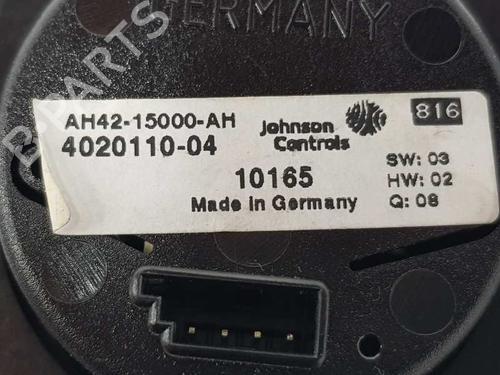 GERMANY
B-PARTS
AH42-15000-AH
4020110-04
Johnson
Controls
816
10165
Made in Germany
SW: 03
HW: 02
Q: 08